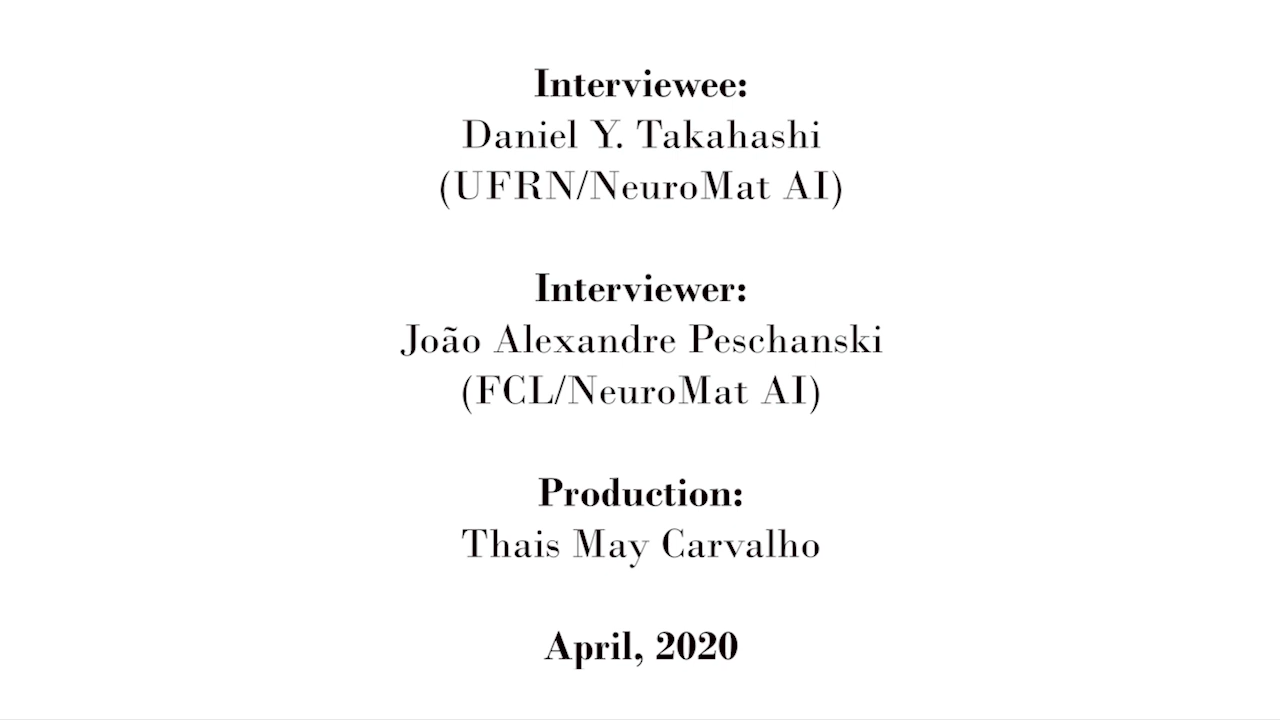 Interviewee:
Daniel Y. Takahashi
(UFRN/NeuroMat AI)
Interviewer:
João Alexandre Peschanski
(FCL/NeuroMat AI)
Production:
Thais May Carvalho
April, 2020